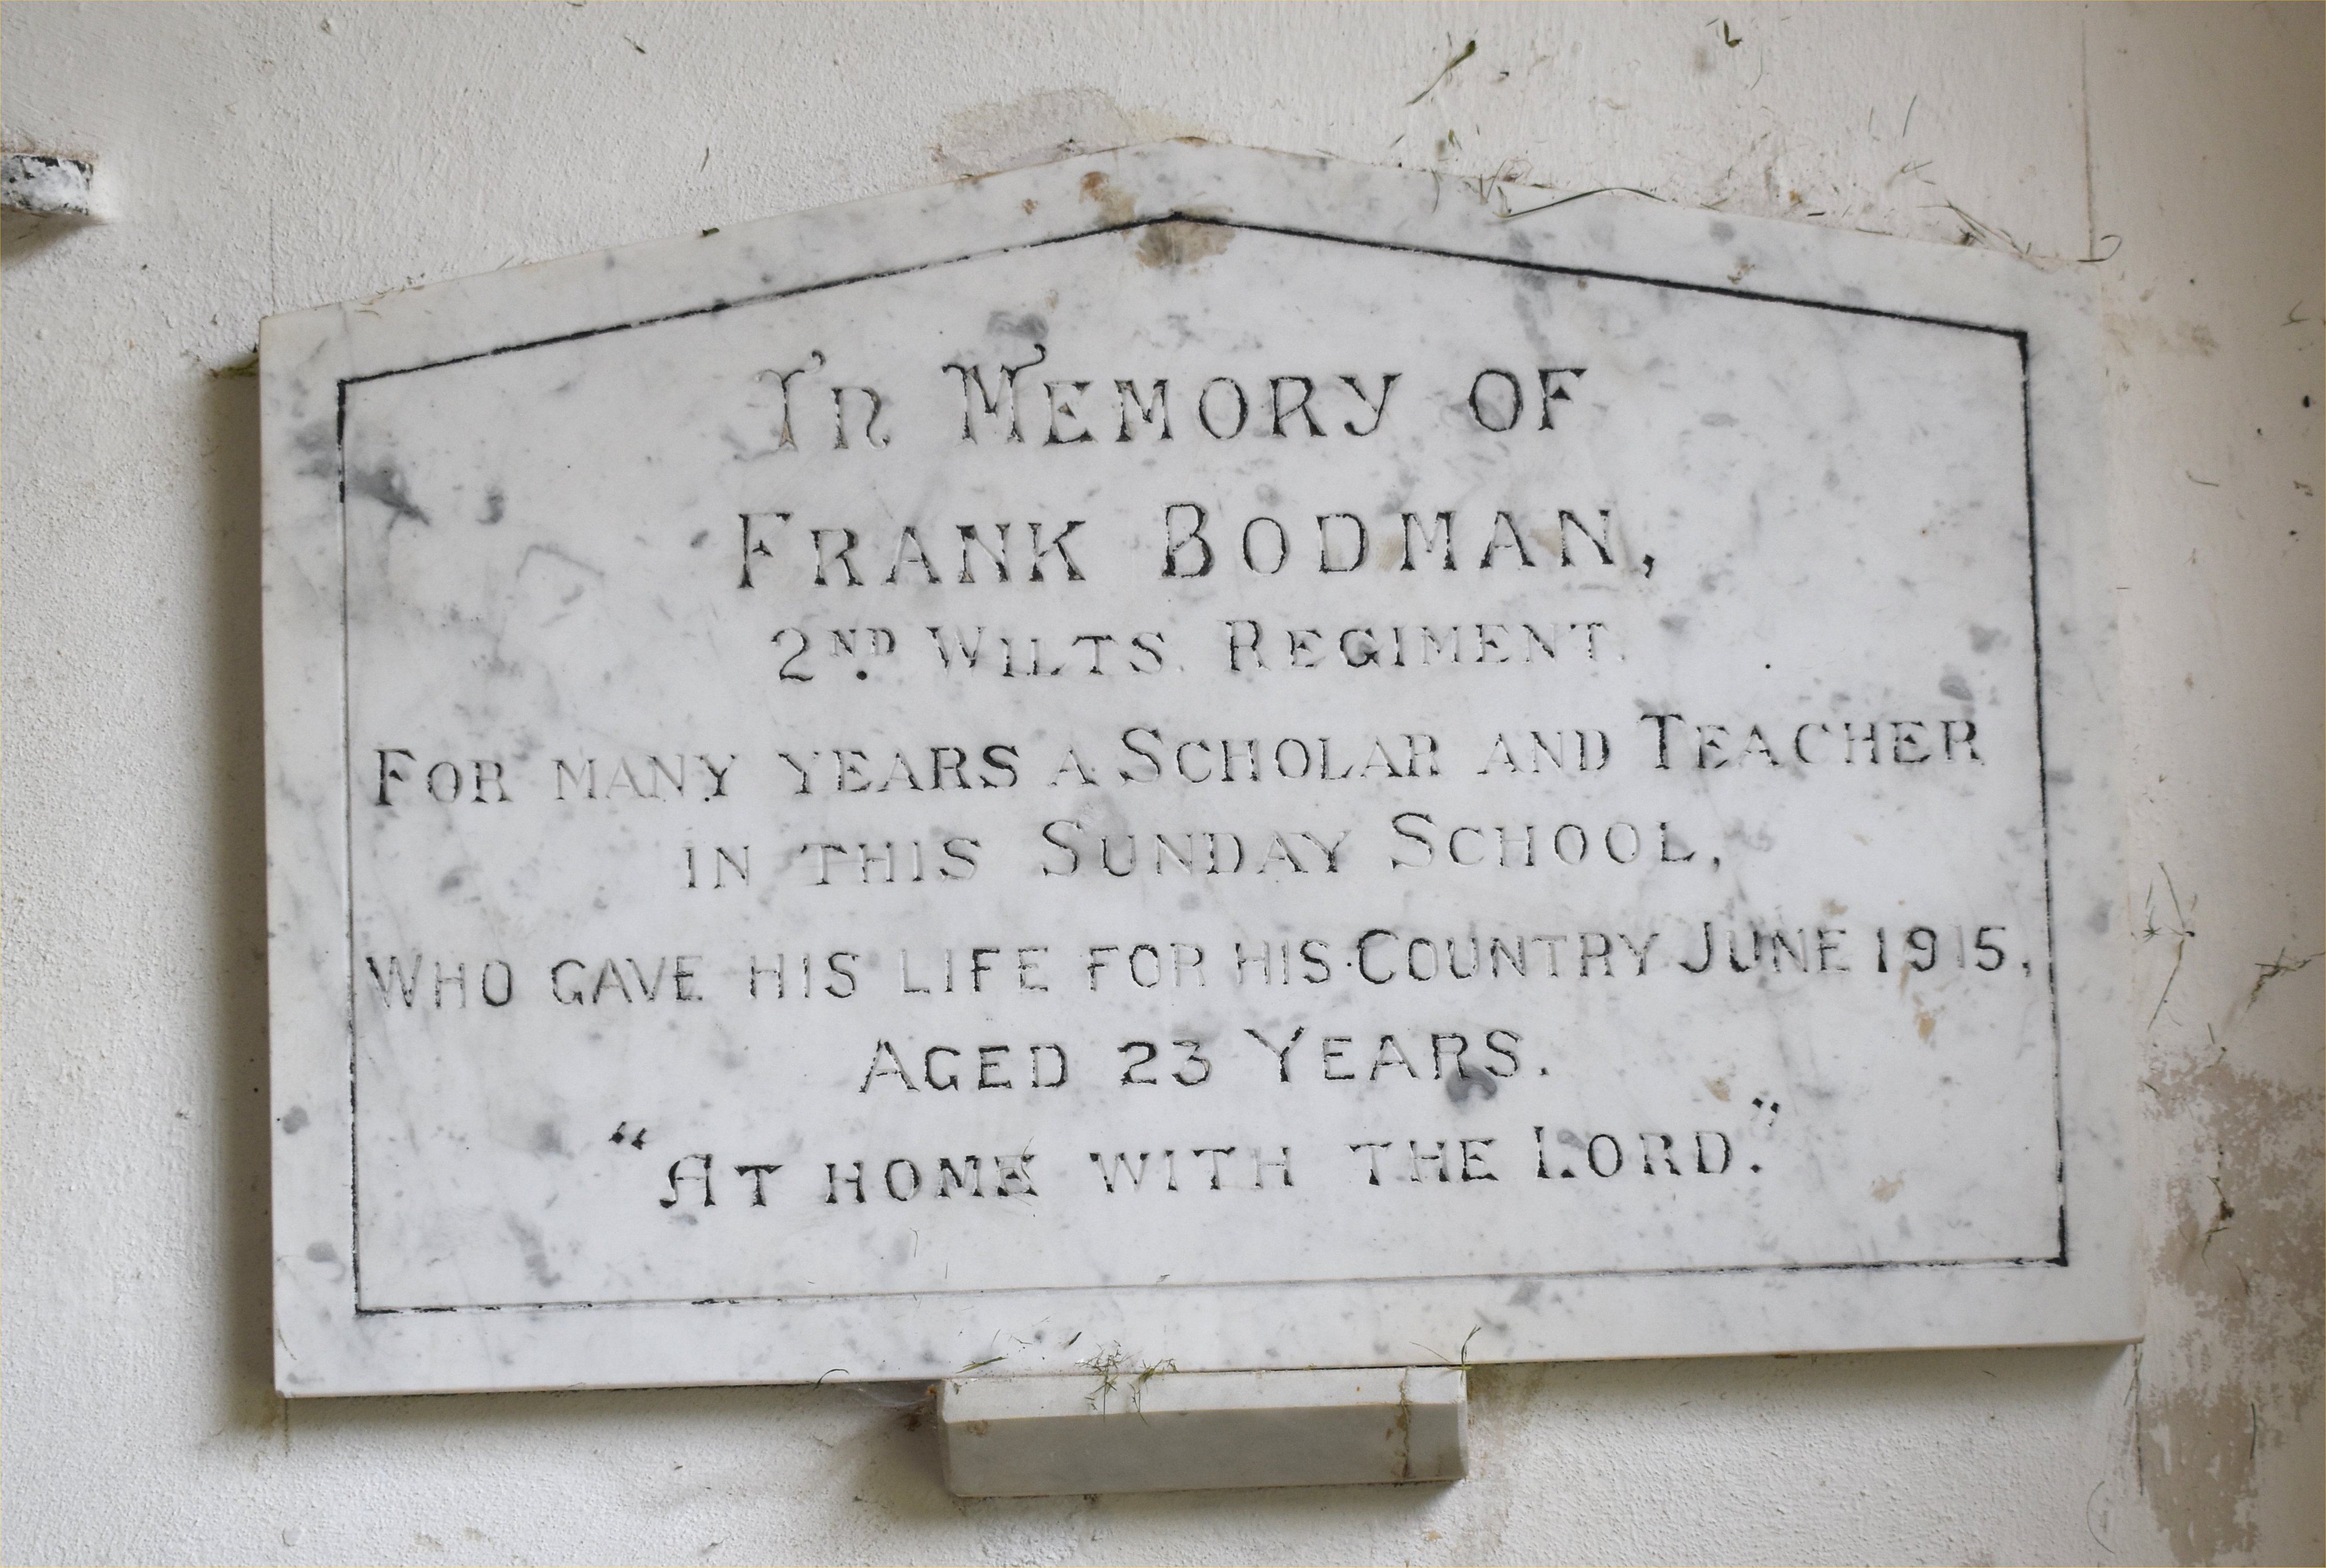 In Memory of
Frank Bodman,
2ND Wilts. Regiment.
For many years a Scholar and Teacher
in this Sunday School,
Who gave his life for his Country June 1915,
Aged 23 Years.
“At home with the Lord.”